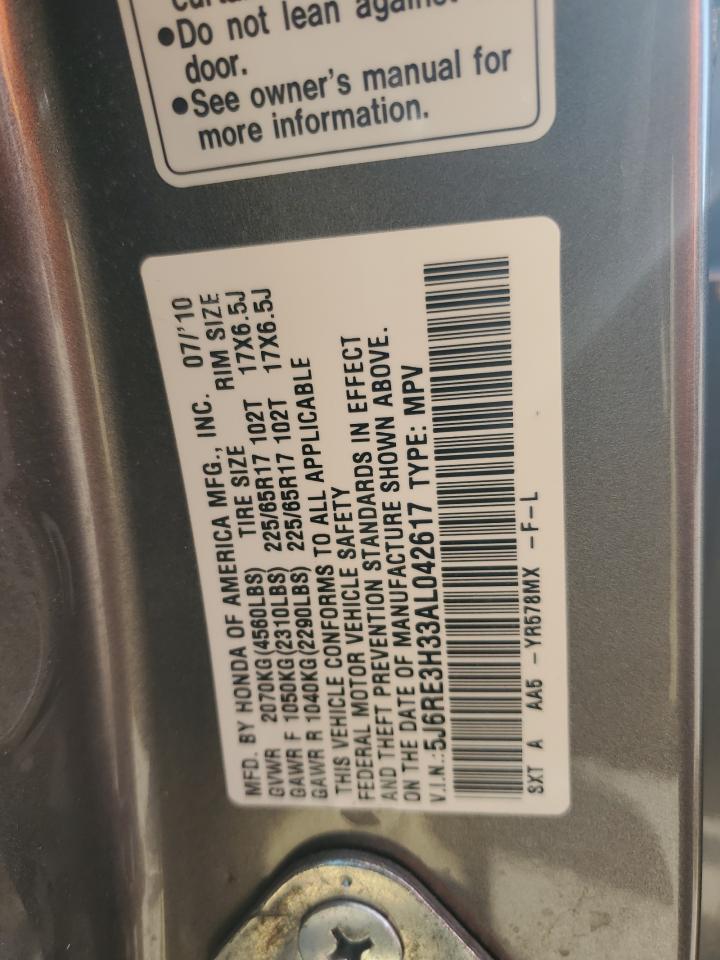 •Do not lean against
door.
•See owner's manual for
more information.
MFD. BY HONDA OF AMERICA MFG., INC. 07/'10
GVWR 2070KG(4560LBS) TIRE SIZE RIM SIZE
GAWR F 1050KG(2310LBS) 225/65R17 102T 17X6.5J
GAWR R 1040KG(2290LBS) 225/65R17 102T 17X6.5J
THIS VEHICLE CONFORMS TO ALL APPLICABLE
FEDERAL MOTOR VEHICLE SAFETY
AND THEFT PREVENTION STANDARDS IN EFFECT
ON THE DATE OF MANUFACTURE SHOWN ABOVE.
V.I.N.:5J6RE3H33AL042617 TYPE: MPV
SXT A AA5 -YR578MX -F-L